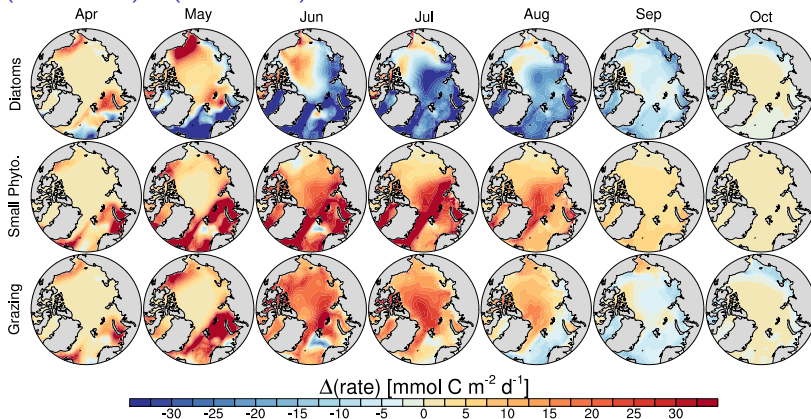 Apr May Jun Jul Aug Sep Oct
Diatoms
Small Phyto.
Grazing
Δ(rate) [mmol C m⁻² d⁻¹]
-30 -25 -20 -15 -10 -5 0 5 10 15 20 25 30